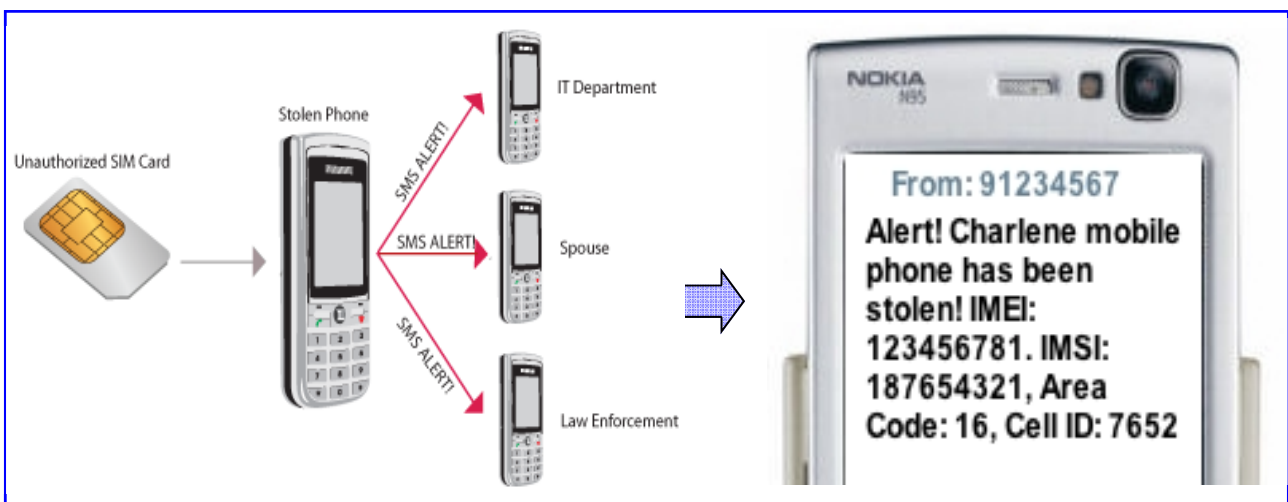 Unauthorized SIM Card
Stolen Phone
SMS ALERT!
SMS ALERT!
SMS ALERT!
IT Department
Spouse
Law Enforcement
NOKIA
N95
From: 91234567
Alert! Charlene mobile
phone has been
stolen! IMEI:
123456781. IMSI:
187654321, Area
Code: 16, Cell ID: 7652